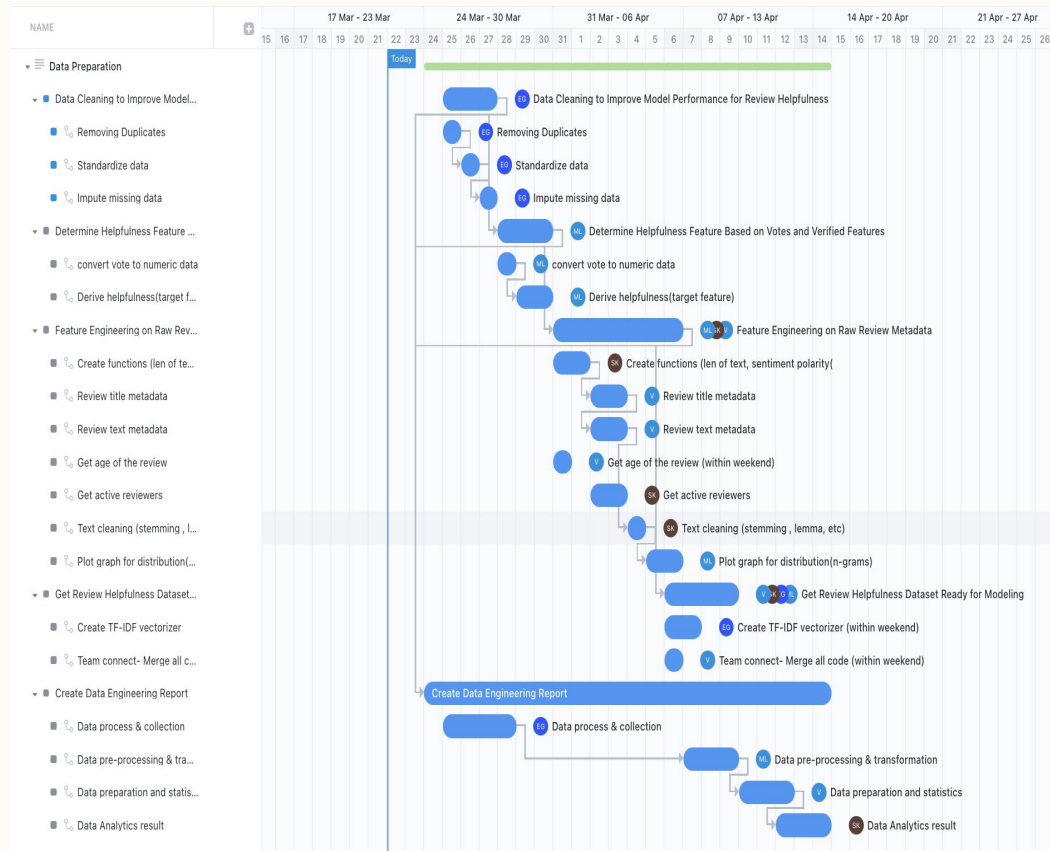 NAME
17 Mar - 23 Mar 24 Mar - 30 Mar 31 Mar - 06 Apr 07 Apr - 13 Apr 14 Apr - 20 Apr 21 Apr - 27 Apr
15 16 17 18 19 20 21 22 23 24 25 26 27 28 29 30 31 1 2 3 4 5 6 7 8 9 10 11 12 13 14 15 16 17 18 19 20 21 22 23 24 25 26
Data Preparation Today
Data Cleaning to Improve Model... EG Data Cleaning to Improve Model Performance for Review Helpfulness
Removing Duplicates EG Removing Duplicates
Standardize data EG Standardize data
Impute missing data EG Impute missing data
Determine Helpfulness Feature ... ML Determine Helpfulness Feature Based on Votes and Verified Features
convert vote to numeric data ML convert vote to numeric data
Derive helpfulness(target f... ML Derive helpfulness(target feature)
Feature Engineering on Raw Rev... ML SK V Feature Engineering on Raw Review Metadata
Create functions (len of te... SK Create functions (len of text, sentiment polarity(
Review title metadata V Review title metadata
Review text metadata V Review text metadata
Get age of the review V Get age of the review (within weekend)
Get active reviewers SK Get active reviewers
Text cleaning (stemming , l... SK Text cleaning (stemming , lemma, etc)
Plot graph for distribution(... ML Plot graph for distribution(n-grams)
Get Review Helpfulness Dataset... V SK EG ML Get Review Helpfulness Dataset Ready for Modeling
Create TF-IDF vectorizer EG Create TF-IDF vectorizer (within weekend)
Team connect- Merge all c... V Team connect- Merge all code (within weekend)
Create Data Engineering Report Create Data Engineering Report
Data process & collection EG Data process & collection
Data pre-processing & tra... ML Data pre-processing & transformation
Data preparation and statis... V Data preparation and statistics
Data Analytics result SK Data Analytics result